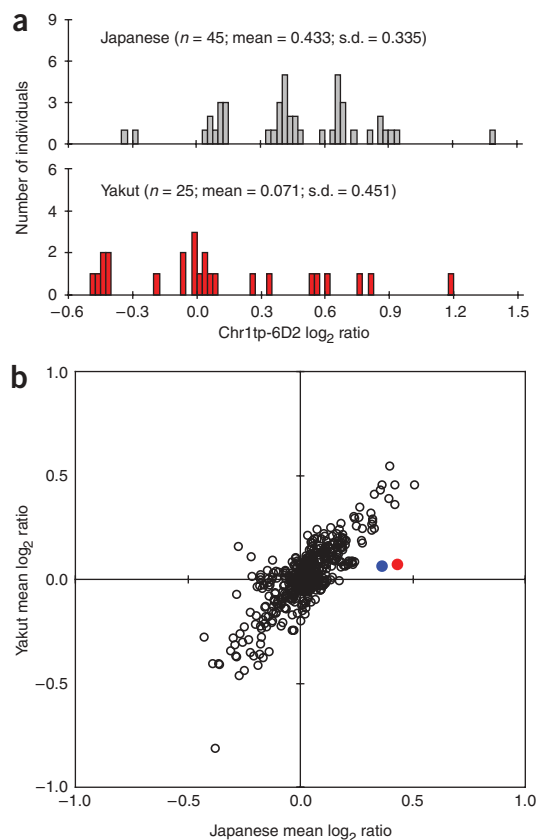 a
Number of individuals
9
6
3
0
Japanese (n = 45; mean = 0.433; s.d. = 0.335)
6
4
2
0
Yakut (n = 25; mean = 0.071; s.d. = 0.451)
−0.6 −0.3 0.0 0.3 0.6 0.9 1.2 1.5
Chr1tp-6D2 log2 ratio
b
Yakut mean log2 ratio
1.0
0.5
0.0
−0.5
−1.0
−1.0 −0.5 0.0 0.5 1.0
Japanese mean log2 ratio